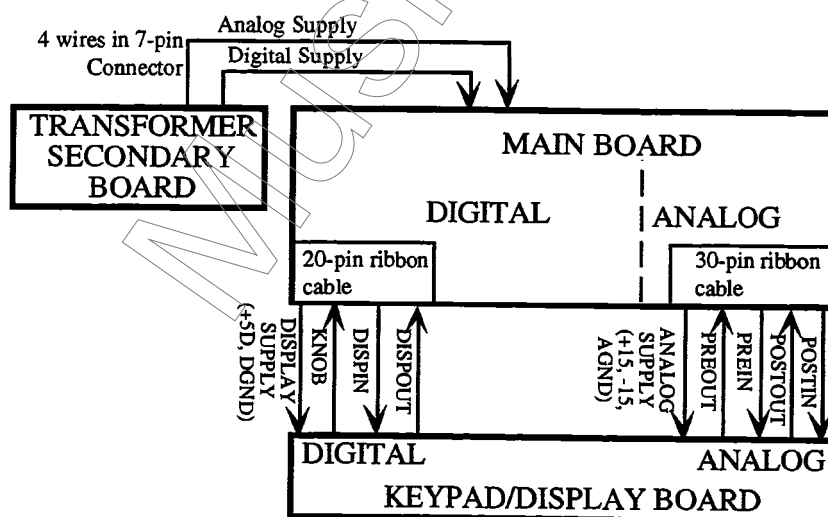 4 wires in 7-pin
Connector
Analog Supply
Digital Supply
TRANSFORMER
SECONDARY
BOARD
MAIN BOARD
DIGITAL
ANALOG
20-pin ribbon
cable
30-pin ribbon
cable
DISPLAY
SUPPLY
(+5D, DGND)
KNOB
DISPIN
DISPOUT
ANALOG
SUPPLY
(+15, -15,
AGND)
PREOUT
PREIN
POSTOUT
POSTIN
DIGITAL
ANALOG
KEYPAD/DISPLAY BOARD